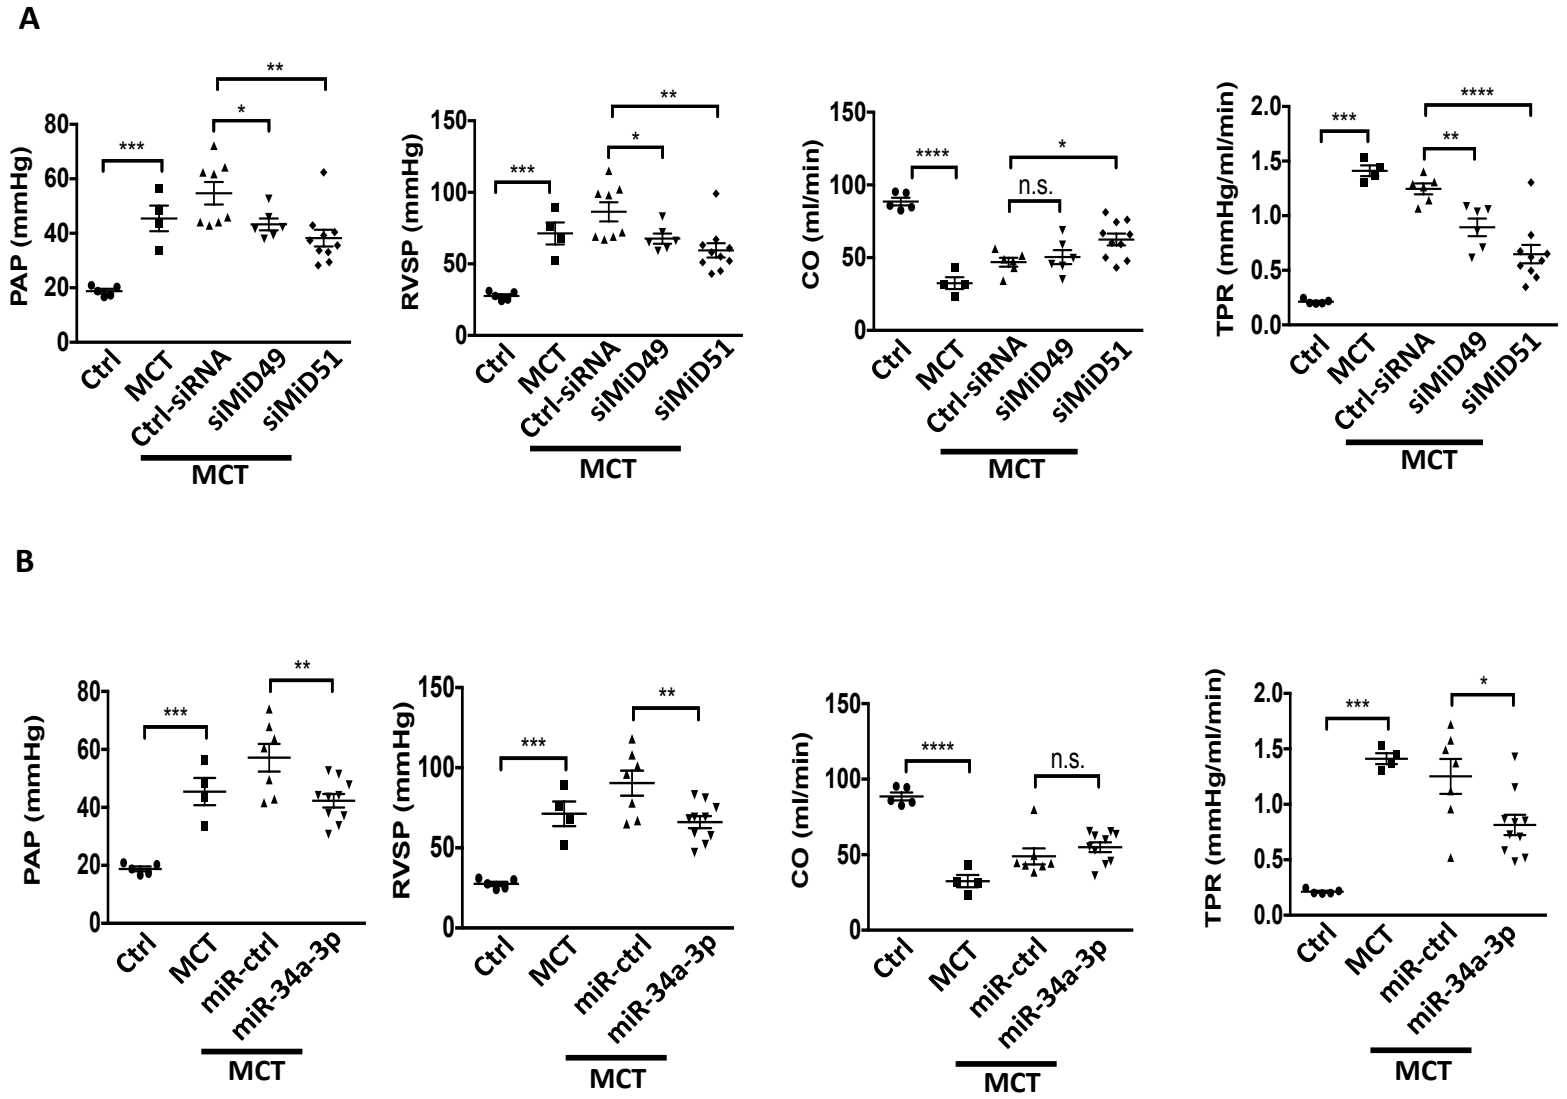 A
PAP (mmHg)
80
60
40
20
0
***
*
**
Ctrl
MCT
Ctrl-siRNA
siMiD49
siMiD51
MCT
RVSP (mmHg)
150
100
50
0
***
*
**
Ctrl
MCT
Ctrl-siRNA
siMiD49
siMiD51
MCT
CO (ml/min)
150
100
50
0
****
n.s.
*
Ctrl
MCT
Ctrl-siRNA
siMiD49
siMiD51
MCT
TPR (mmHg/ml/min)
2.0
1.5
1.0
0.5
0.0
***
**
****
Ctrl
MCT
Ctrl-siRNA
siMiD49
siMiD51
MCT
B
PAP (mmHg)
80
60
40
20
0
***
**
Ctrl
MCT
miR-ctrl
miR-34a-3p
MCT
RVSP (mmHg)
150
100
50
0
***
**
Ctrl
MCT
miR-ctrl
miR-34a-3p
MCT
CO (ml/min)
150
100
50
0
****
n.s.
Ctrl
MCT
miR-ctrl
miR-34a-3p
MCT
TPR (mmHg/ml/min)
2.0
1.5
1.0
0.5
0.0
***
*
Ctrl
MCT
miR-ctrl
miR-34a-3p
MCT